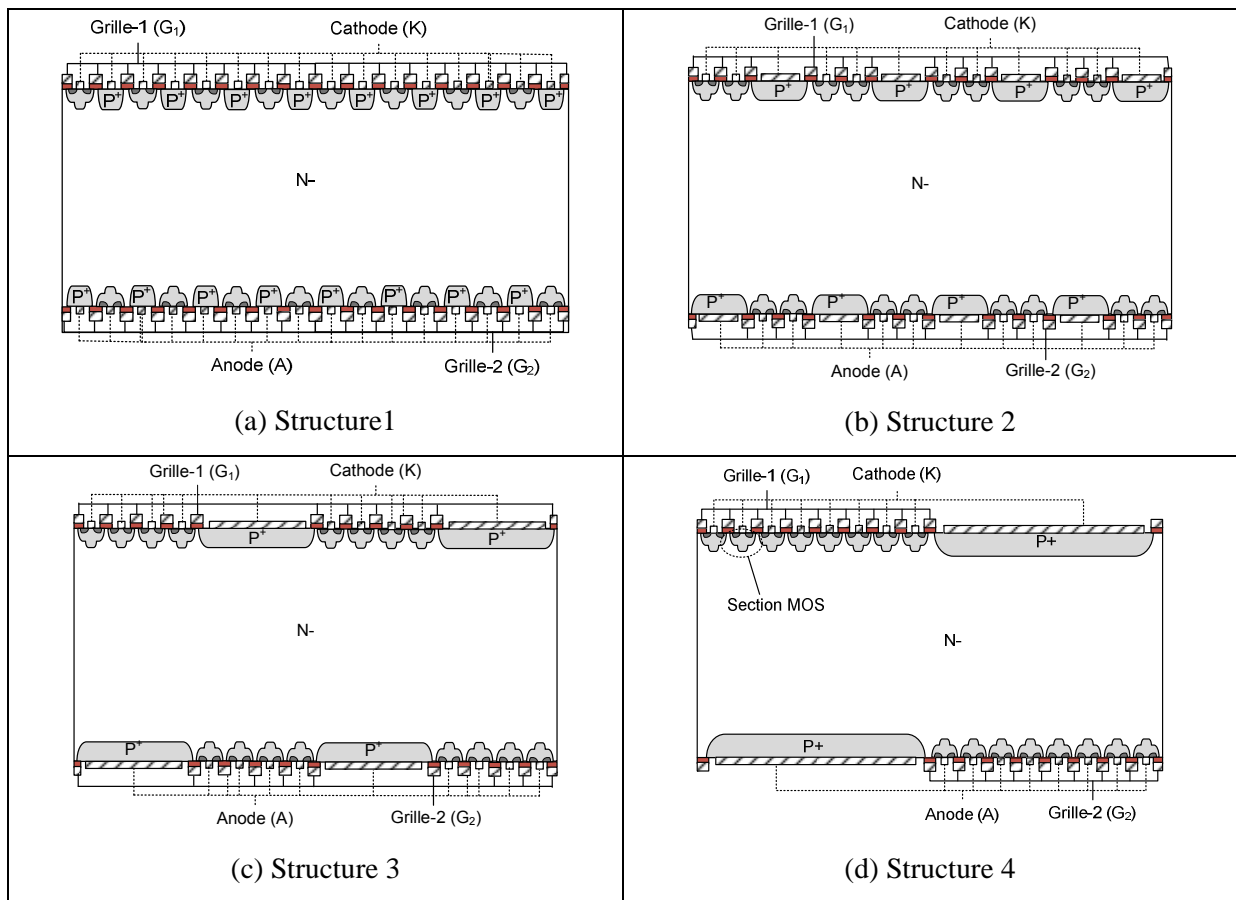 Grille-1 (G₁) Cathode (K)
P⁺ P⁺ P⁺ P⁺ P⁺ P⁺ P⁺ P⁺
N-
P⁺ P⁺ P⁺ P⁺ P⁺ P⁺ P⁺ P⁺
Anode (A) Grille-2 (G₂)
(a) Structure1
Grille-1 (G₁) Cathode (K)
P⁺ P⁺ P⁺ P⁺
N-
P⁺ P⁺ P⁺ P⁺
Anode (A) Grille-2 (G₂)
(b) Structure 2
Grille-1 (G₁) Cathode (K)
P⁺ P⁺
N-
P⁺ P⁺
Anode (A) Grille-2 (G₂)
(c) Structure 3
Grille-1 (G₁) Cathode (K)
P+
Section MOS
N-
P+
Anode (A) Grille-2 (G₂)
(d) Structure 4